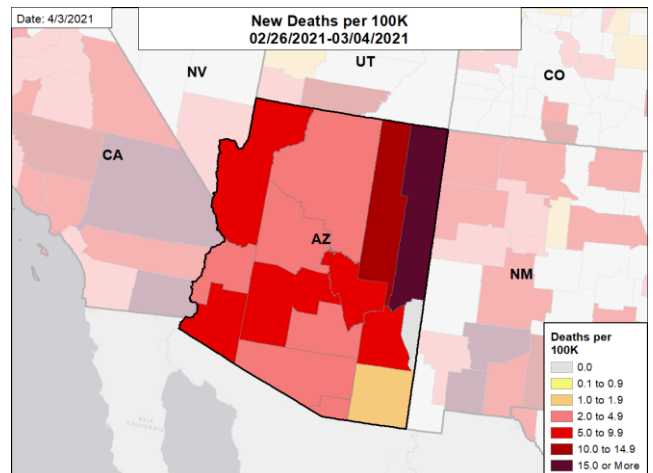 Date: 4/3/2021
New Deaths per 100K
02/26/2021-03/04/2021
NV
UT
CO
CA
AZ
NM
BAJA
CALIFORNIA
Deaths per
100K
0.0
0.1 to 0.9
1.0 to 1.9
2.0 to 4.9
5.0 to 9.9
10.0 to 14.9
15.0 or More